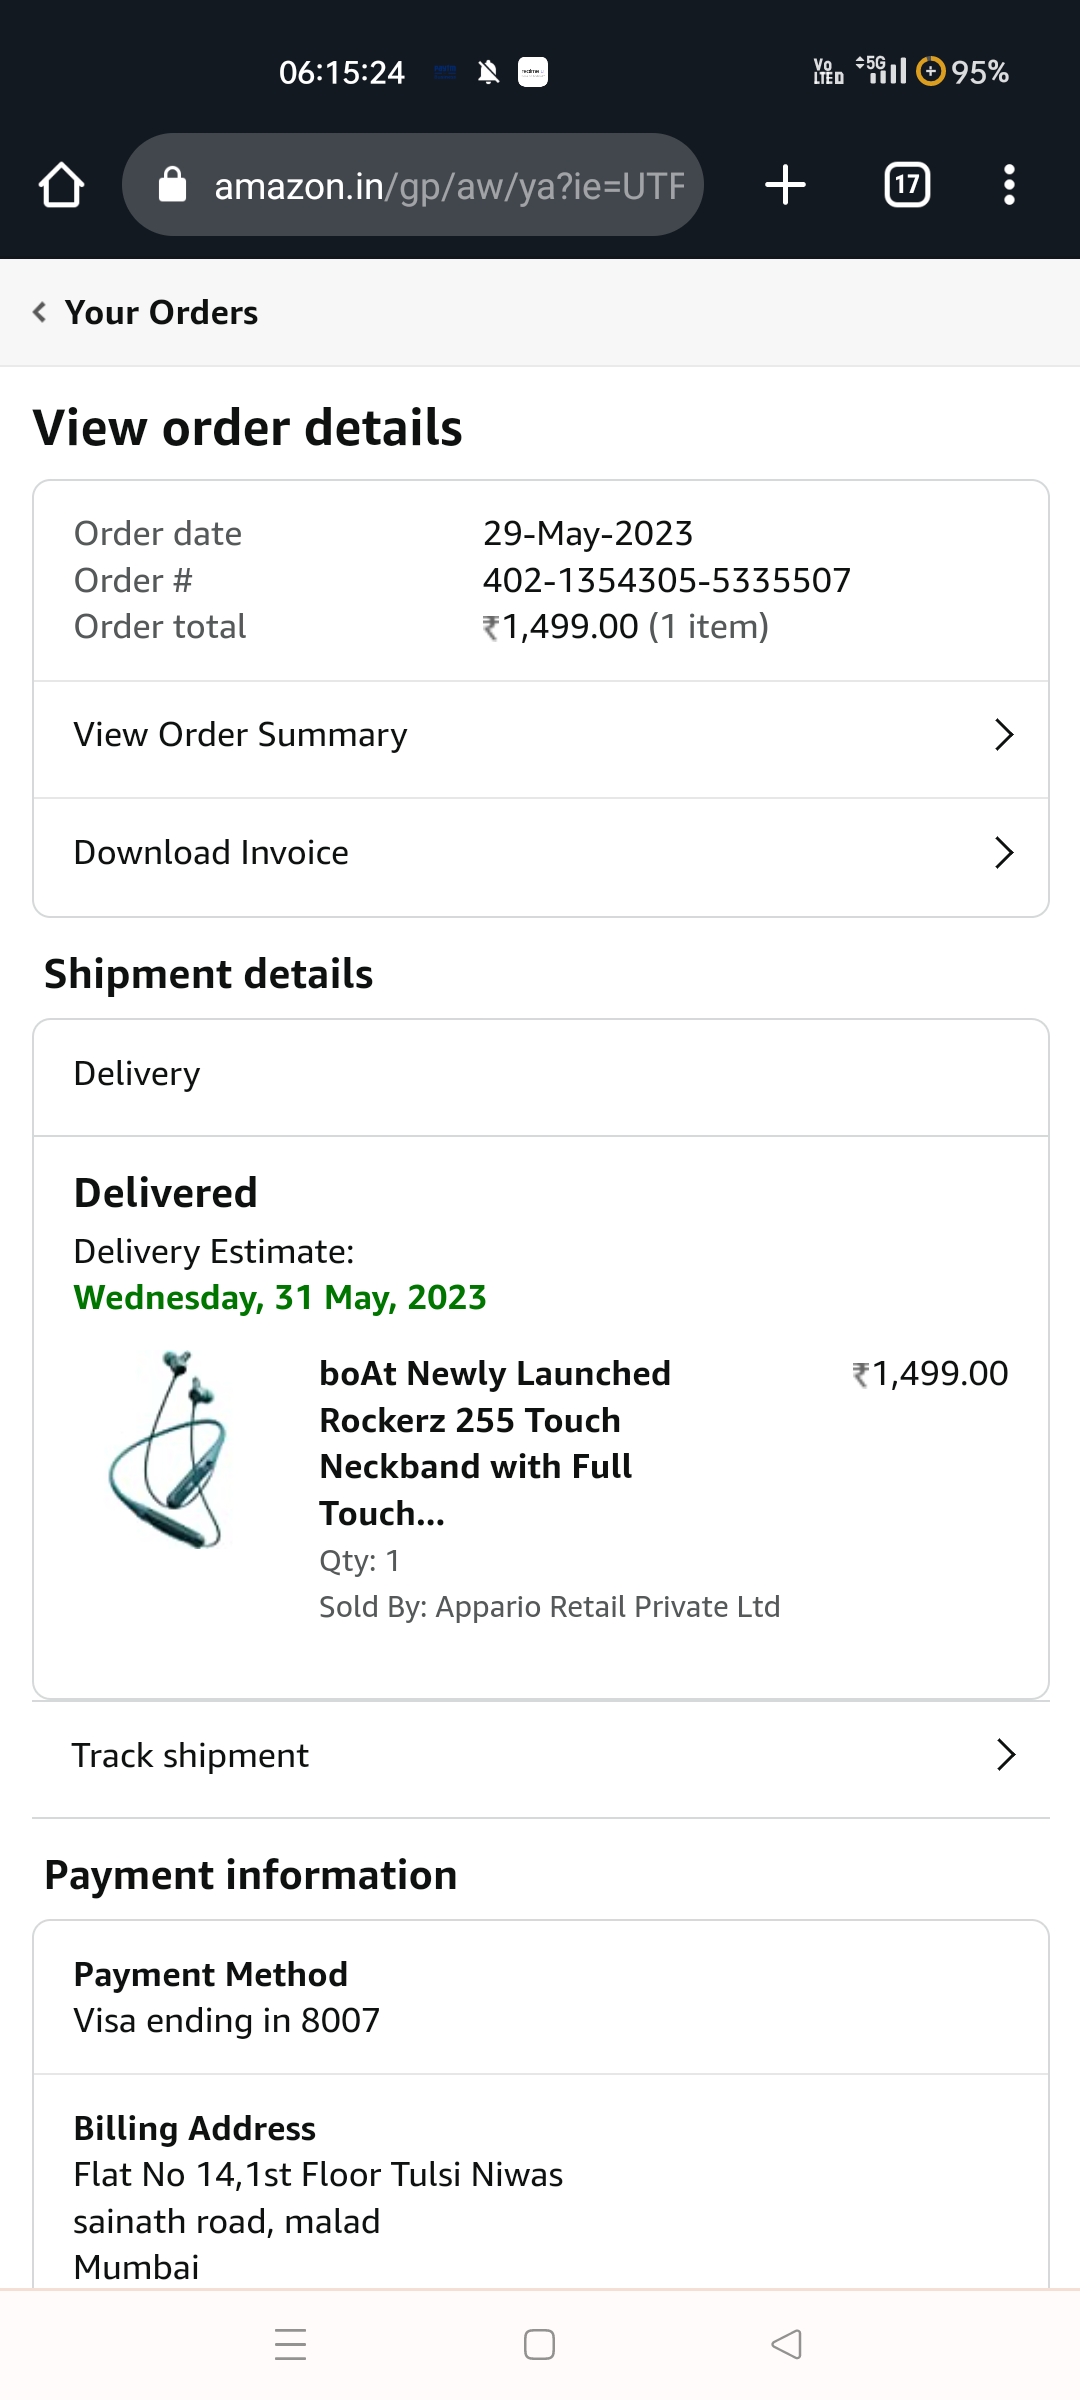 06:15:24
Vo LTED 5G 95%
amazon.in/gp/aw/ya?ie=UTF
17
Your Orders
View order details
Order date 29-May-2023
Order # 402-1354305-5335507
Order total ₹1,499.00 (1 item)
View Order Summary
Download Invoice
Shipment details
Delivery
Delivered
Delivery Estimate:
Wednesday, 31 May, 2023
boAt Newly Launched ₹1,499.00
Rockerz 255 Touch
Neckband with Full
Touch...
Qty: 1
Sold By: Appario Retail Private Ltd
Track shipment
Payment information
Payment Method
Visa ending in 8007
Billing Address
Flat No 14,1st Floor Tulsi Niwas
sainath road, malad
Mumbai